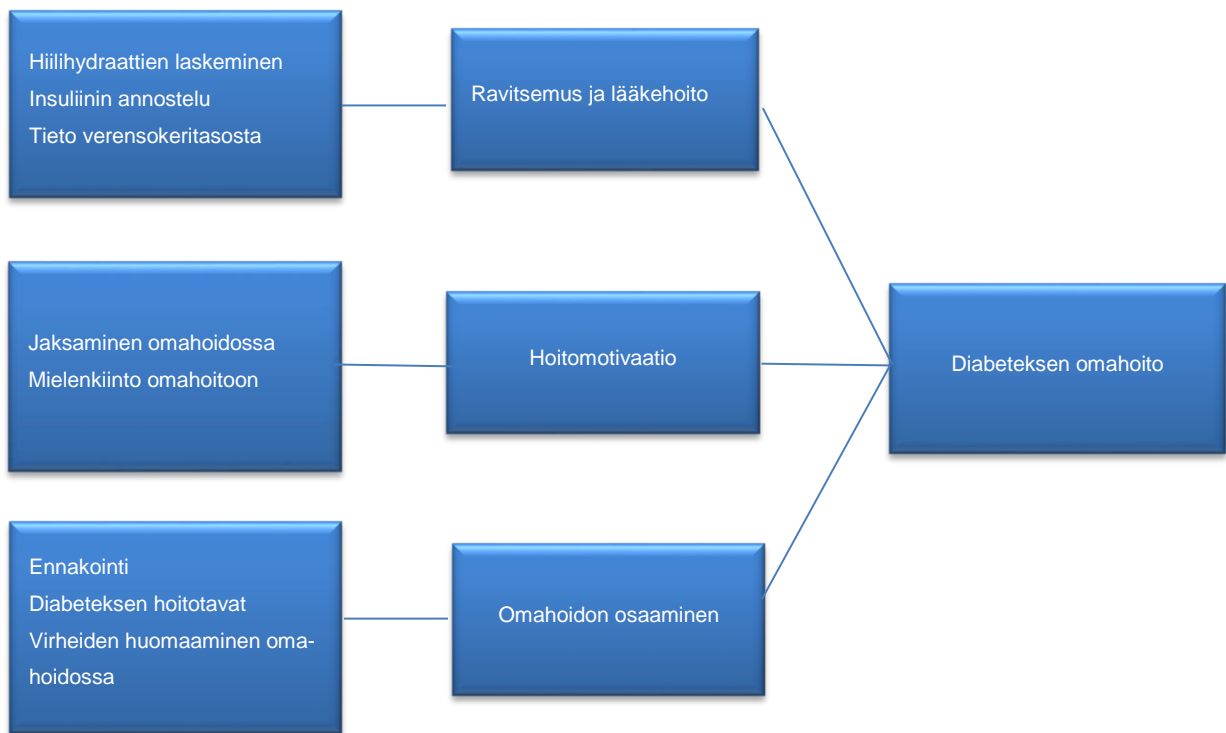 Hiilihydraattien laskeminen
Insuliinin annostelu
Tieto verensokeritasosta
Ravitsemus ja lääkehoito
Jaksaminen omahoidossa
Mielenkiinto omahoitoon
Hoitomotivaatio
Diabeteksen omahoito
Ennakointi
Diabeteksen hoitotavat
Virheiden huomaaminen oma-
hoidossa
Omahoidon osaaminen